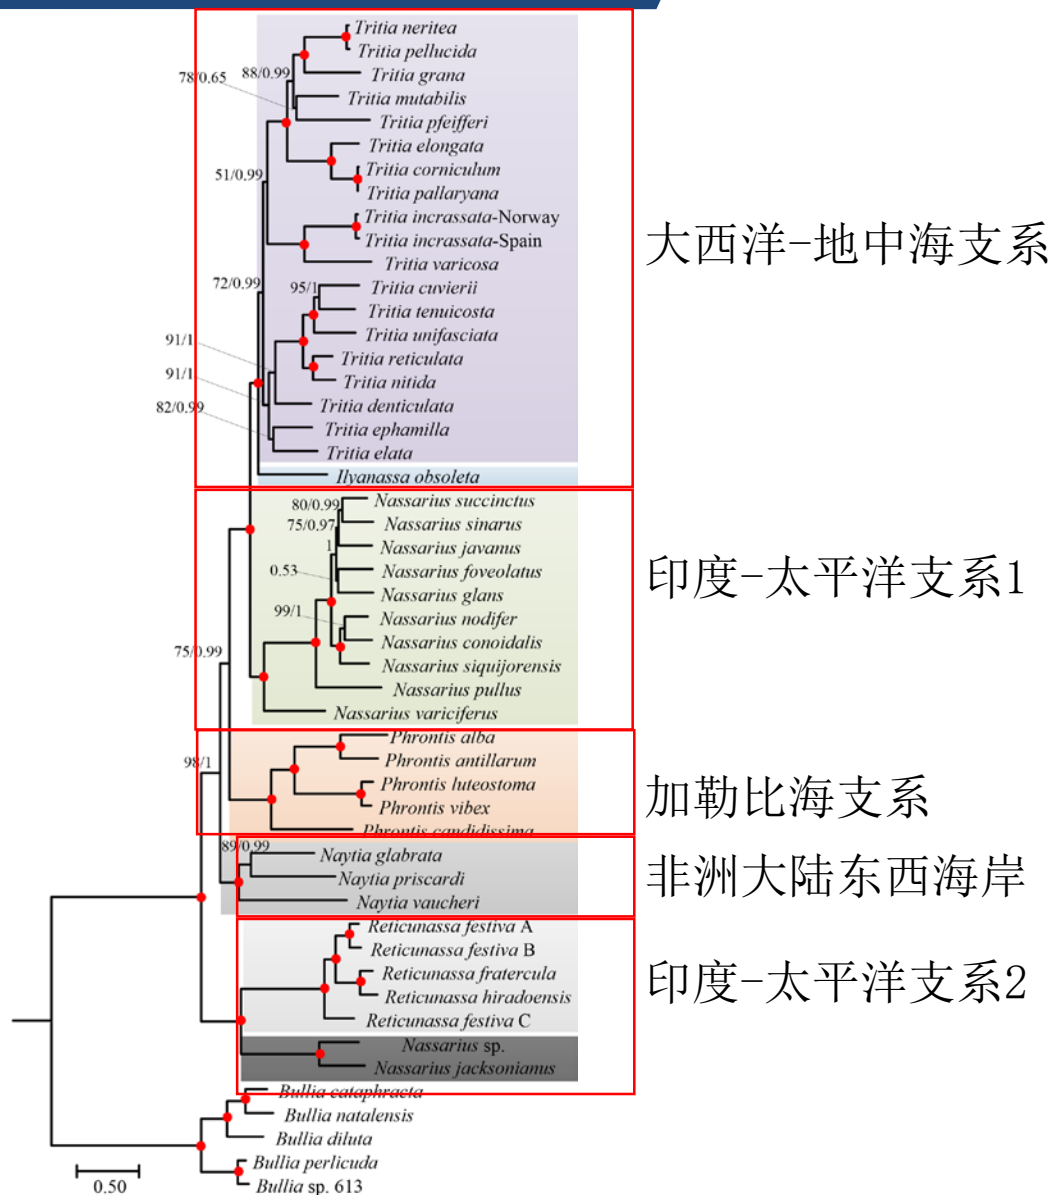 Tritia neritea
Tritia pellucida
88/0.99
78/0.65
Tritia grana
Tritia mutabilis
Tritia pfeifferi
Tritia elongata
Tritia corniculum
51/0.99
Tritia pallaryana
Tritia incrassata-Norway
Tritia incrassata-Spain
大西洋-地中海支系
Tritia varicosa
72/0.99
95/1
Tritia cuvierii
Tritia tenuicosta
Tritia unifasciata
91/1
Tritia reticulata
91/1
Tritia nitida
82/0.99
Tritia denticulata
Tritia ephamilla
Tritia elata
Ilyanassa obsoleta
80/0.99
Nassarius succinctus
75/0.97
Nassarius sinarus
1
Nassarius javanus
0.53
Nassarius foveolatus
印度-太平洋支系1
Nassarius glans
99/1
Nassarius nodifer
Nassarius conoidalis
75/0.99
Nassarius siquijorensis
Nassarius pullus
Nassarius variciferus
Phrontis alba
98/1
Phrontis antillarum
Phrontis luteostoma
加勒比海支系
Phrontis vibex
Phrontis candidissima
89/0.99
Naytia glabrata
Naytia priscardi
非洲大陆东西海岸
Naytia vaucheri
Reticunassa festiva A
Reticunassa festiva B
Reticunassa fratercula
印度-太平洋支系2
Reticunassa hiradoensis
Reticunassa festiva C
Nassarius sp.
Nassarius jacksonianus
Bullia cataphracta
Bullia natalensis
Bullia diluta
Bullia perlicuda
Bullia sp. 613
0.50